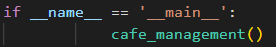 if __name__ == '__main__':
cafe_management()